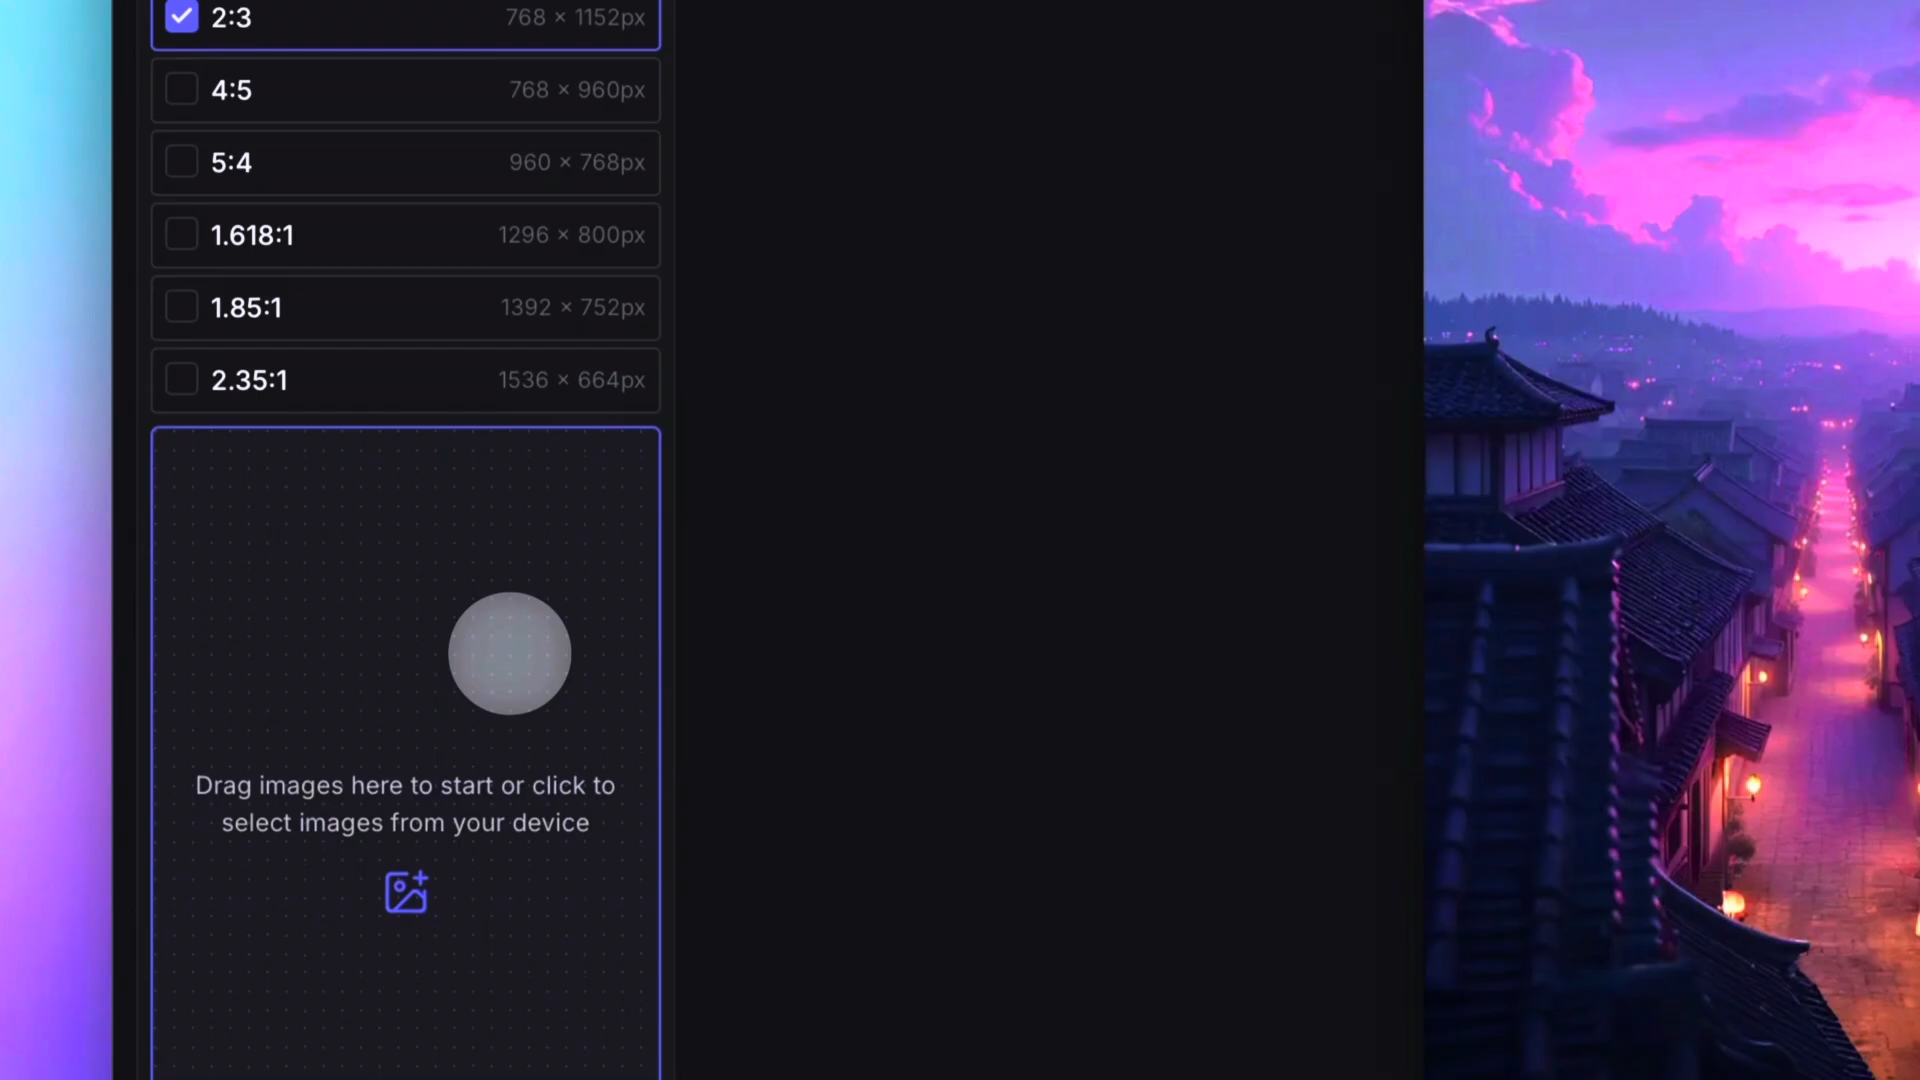 2:3 768 × 1152px
4:5 768 × 960px
5:4 960 × 768px
1.618:1 1296 × 800px
1.85:1 1392 × 752px
2.35:1 1536 × 664px
Drag images here to start or click to
select images from your device